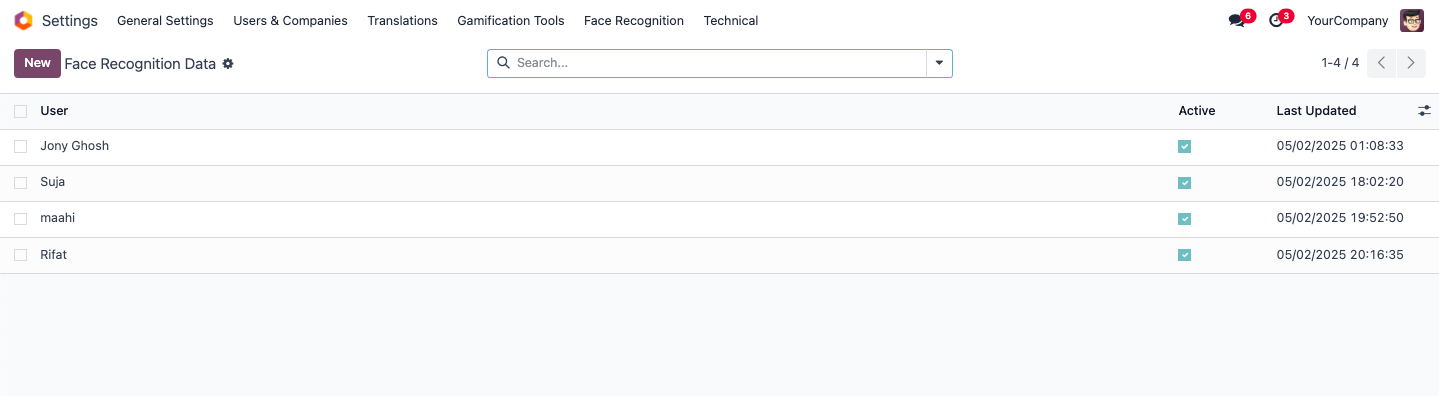 Settings General Settings Users & Companies Translations Gamification Tools Face Recognition Technical 6 3 YourCompany
New Face Recognition Data Search... 1-4 / 4
User Active Last Updated
Jony Ghosh 05/02/2025 01:08:33
Suja 05/02/2025 18:02:20
maahi 05/02/2025 19:52:50
Rifat 05/02/2025 20:16:35